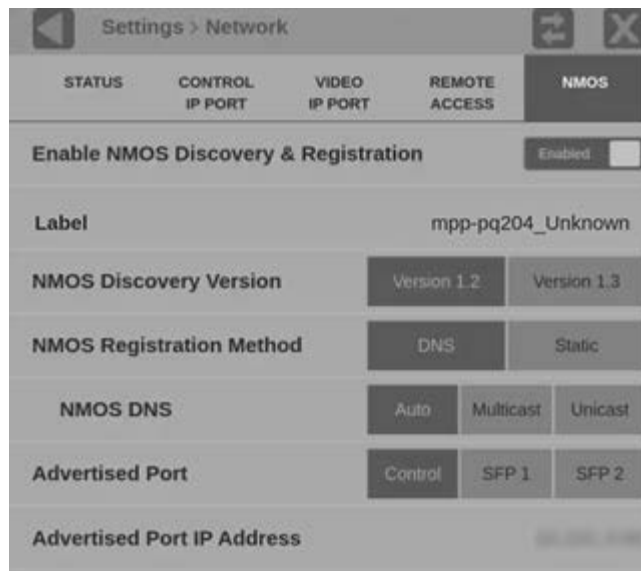 Settings > Network
STATUS CONTROL IP PORT VIDEO IP PORT REMOTE ACCESS NMOS
Enable NMOS Discovery & Registration Enabled
Label mpp-pq204_Unknown
NMOS Discovery Version Version 1.2 Version 1.3
NMOS Registration Method DNS Static
NMOS DNS Auto Multicast Unicast
Advertised Port Control SFP 1 SFP 2
Advertised Port IP Address